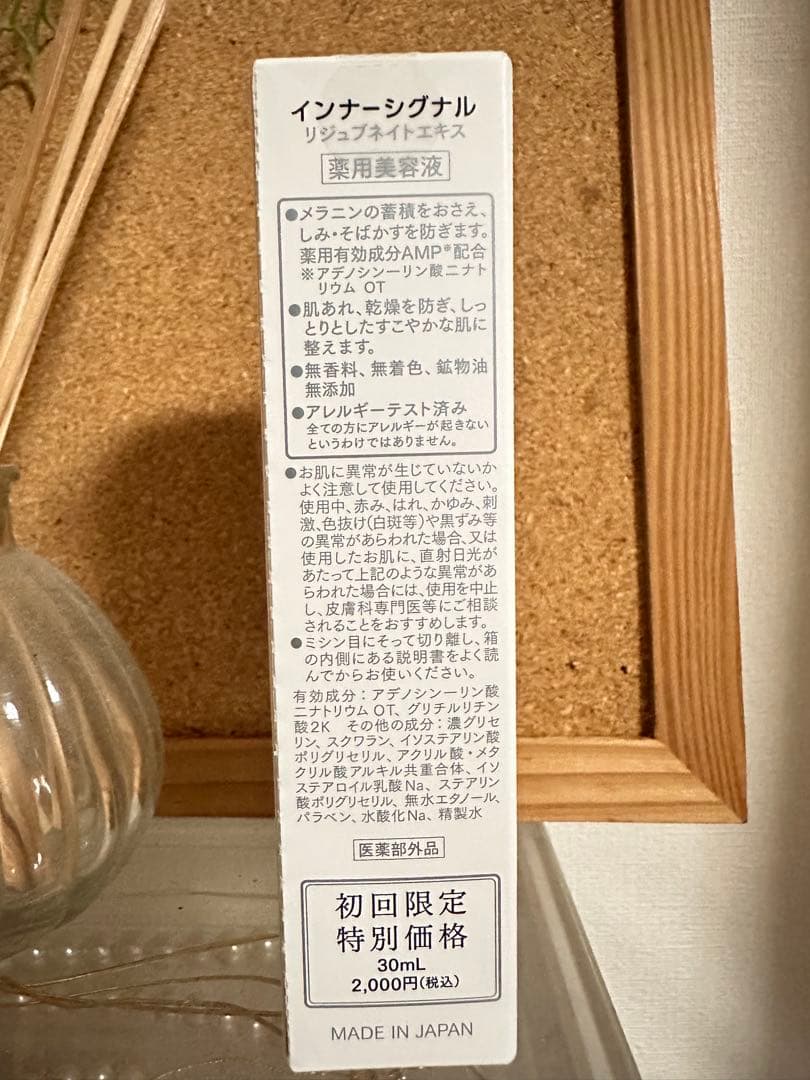 インナーシグナル
リジュブネイトエキス
薬用美容液
●メラニンの蓄積をおさえ、
しみ・そばかすを防ぎます。
薬用有効成分AMP※配合
※アデノシン一リン酸ニナト
リウム OT
●肌あれ、乾燥を防ぎ、しっ
とりとしたすこやかな肌に
整えます。
●無香料、無着色、鉱物油
無添加
●アレルギーテスト済み
全ての方にアレルギーが起きない
というわけではありません。
●お肌に異常が生じていないか
よく注意して使用してください。
使用中、赤み、はれ、かゆみ、刺
激、色抜け(白斑等)や黒ずみ等
の異常があらわれた場合、又は
使用したお肌に、直射日光が
あたって上記のような異常があ
らわれた場合には、使用を中止
し、皮膚科専門医等にご相談
されることをおすすめします。
●ミシン目にそって切り離し、箱
の内側にある説明書をよく読
んでからお使いください。
有効成分：アデノシン一リン酸
二ナトリウム OT、グリチルリチン
酸2K その他の成分：濃グリセ
リン、スクワラン、イソステアリン酸
ポリグリセリル、アクリル酸・メタ
クリル酸アルキル共重合体、イソ
ステアロイル乳酸Na、ステアリン
酸ポリグリセリル、無水エタノール、
パラベン、水酸化Na、精製水
医薬部外品
初回限定
特別価格
30mL
2,000円(税込)
MADE IN JAPAN